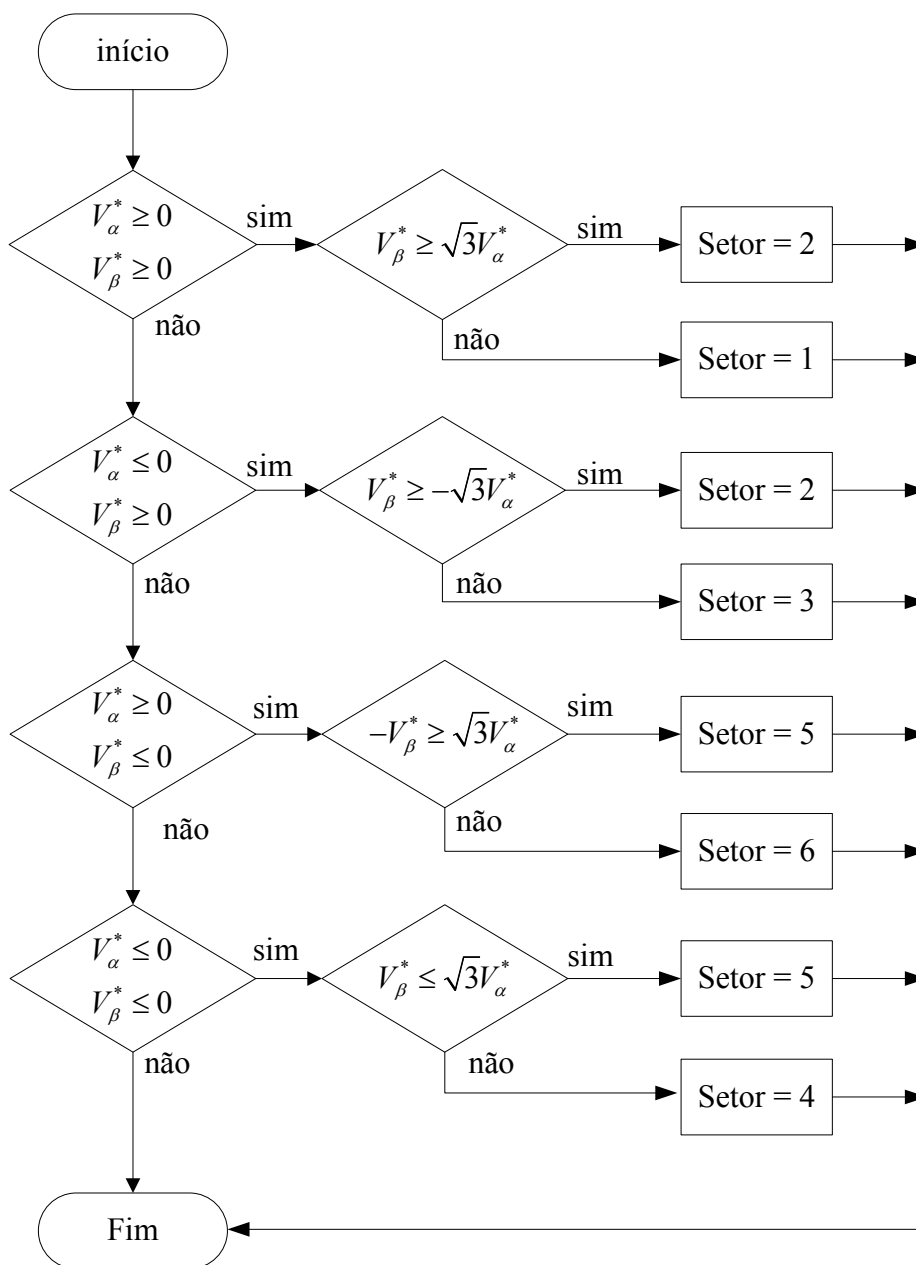 início
V*α ≥ 0
V*β ≥ 0
sim
V*β ≥ √3V*α
sim
Setor = 2
não
não
Setor = 1
V*α ≤ 0
V*β ≥ 0
sim
V*β ≥ −√3V*α
sim
Setor = 2
não
não
Setor = 3
V*α ≥ 0
V*β ≤ 0
sim
−V*β ≥ √3V*α
sim
Setor = 5
não
não
Setor = 6
V*α ≤ 0
V*β ≤ 0
sim
V*β ≤ √3V*α
sim
Setor = 5
não
não
Setor = 4
Fim